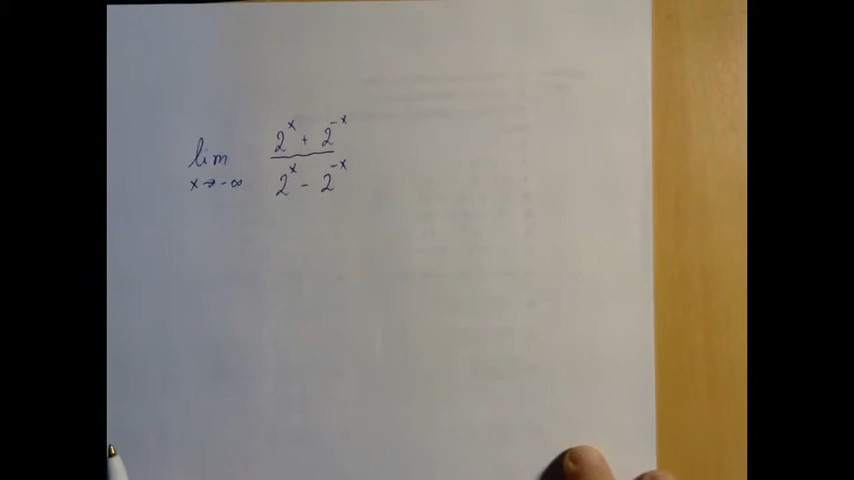 lim x→-∞ (2^x + 2^-x) / (2^x - 2^-x)